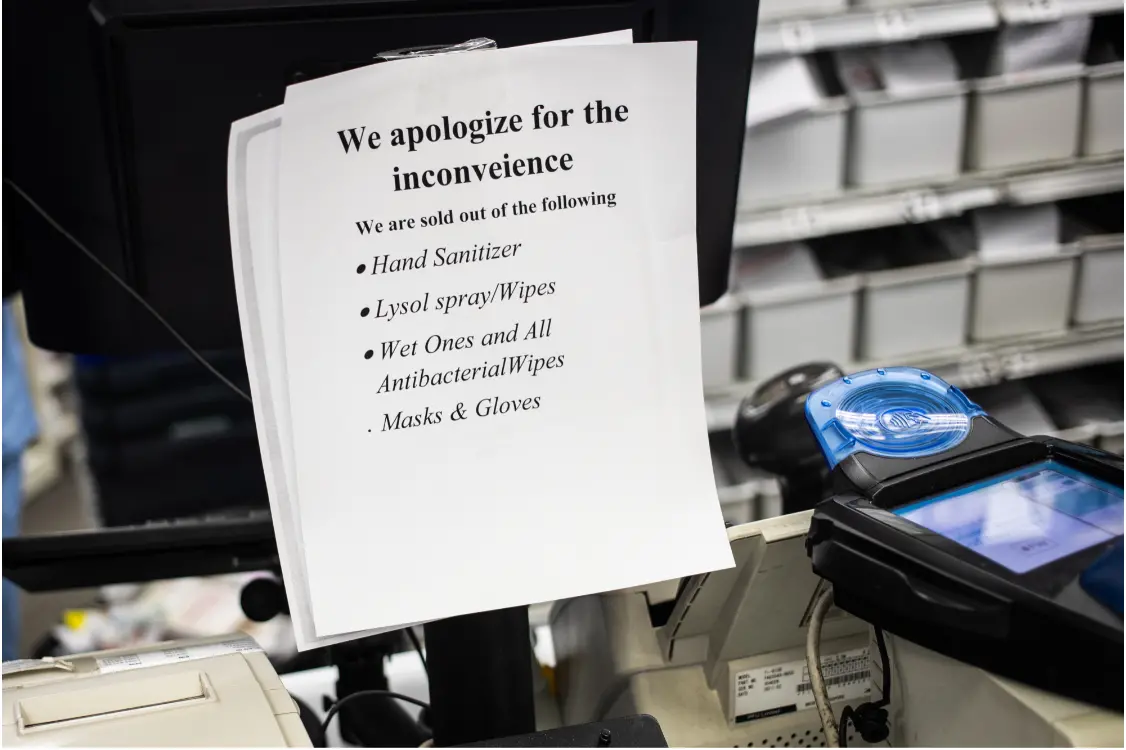 We apologize for the
inconveience
We are sold out of the following
• Hand Sanitizer
• Lysol spray/Wipes
• Wet Ones and All
AntibacterialWipes
. Masks & Gloves